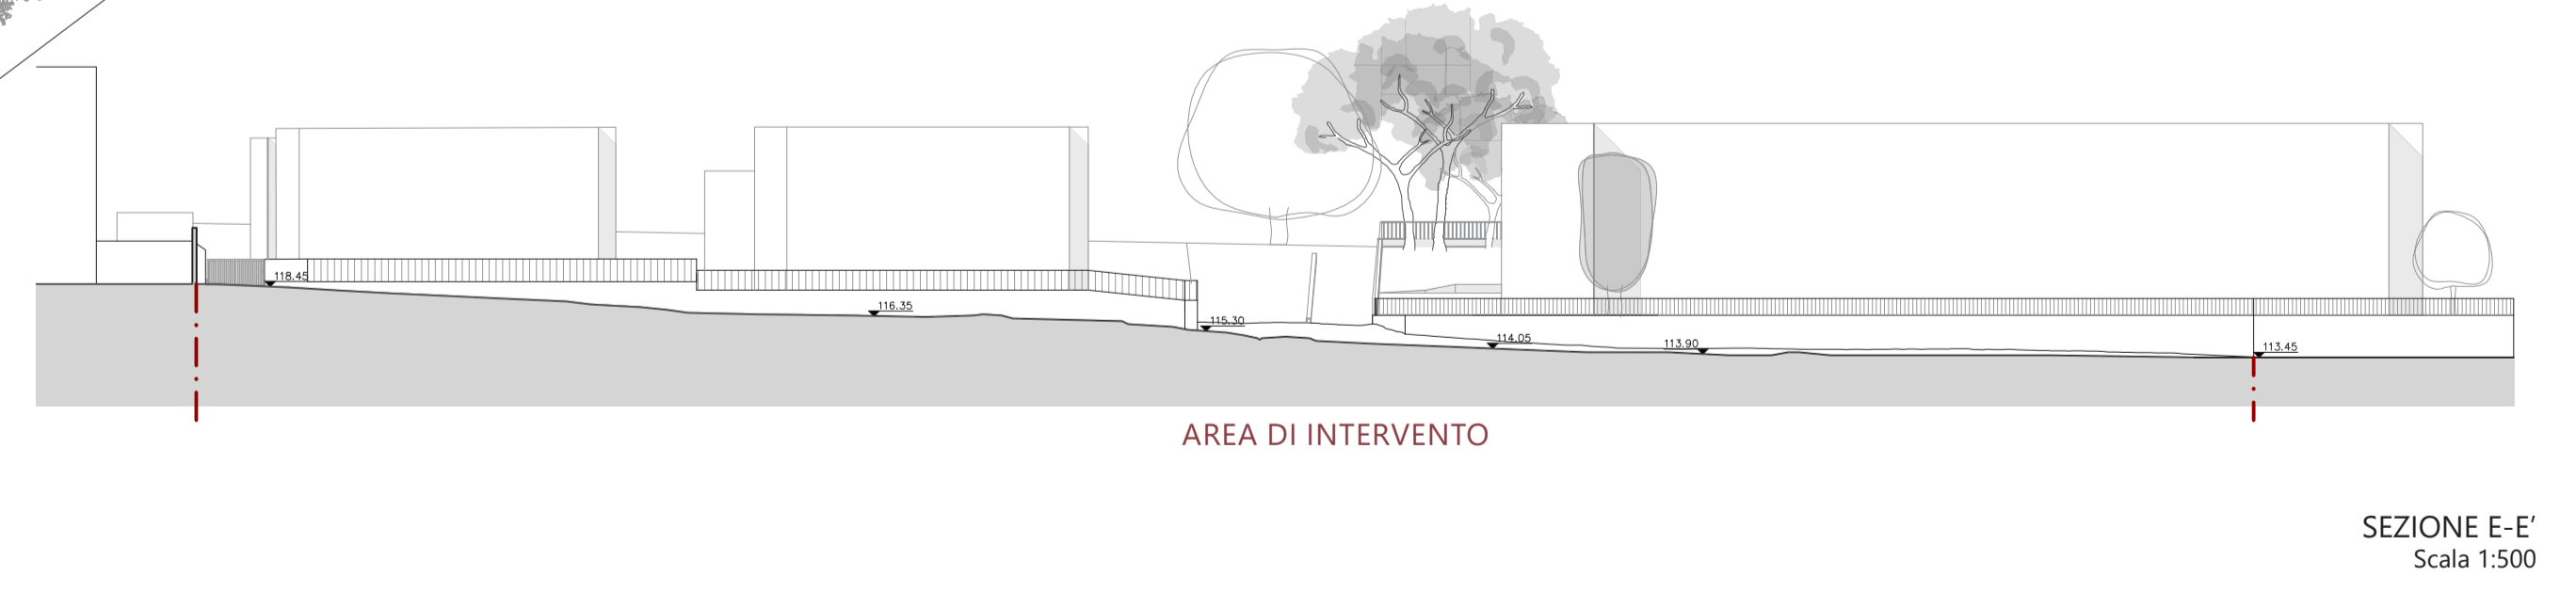 118.45
116.35
115.30
114.05
113.90
113.45
AREA DI INTERVENTO
SEZIONE E-E’
Scala 1:500